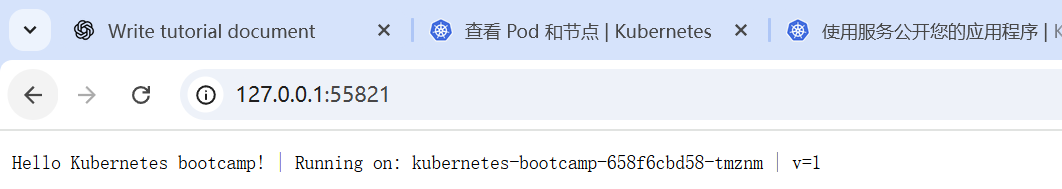 Write tutorial document
查看 Pod 和节点 | Kubernetes
使用服务公开您的应用程序 | K
127.0.0.1:55821
Hello Kubernetes bootcamp! | Running on: kubernetes-bootcamp-658f6cbd58-tmznm | v=1